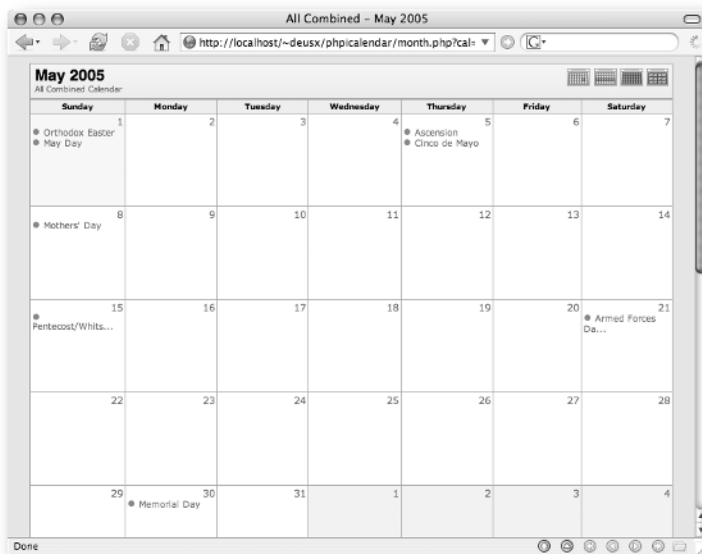 All Combined – May 2005
http://localhost/~deusx/phpicalendar/month.php?cal=
G
May 2005
All Combined Calendar
Sunday Monday Tuesday Wednesday Thursday Friday Saturday
1 2 3 4 5 6 7
Orthodox Easter
May Day
Ascension
Cinco de Mayo
8 9 10 11 12 13 14
Mothers' Day
15 16 17 18 19 20 21
Pentecost/Whits...
Armed Forces
Da...
22 23 24 25 26 27 28
29 30 31 1 2 3 4
Memorial Day
Done